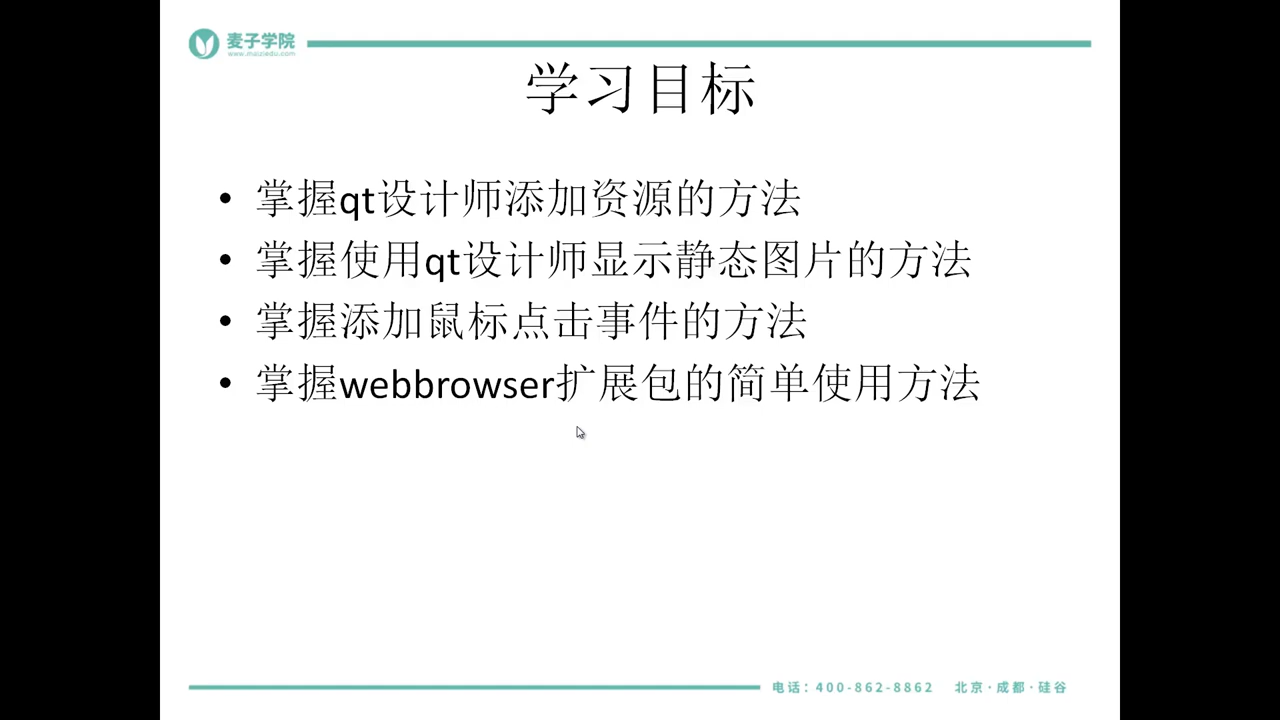 麦子学院
www.maiziedu.com
学习目标
• 掌握qt设计师添加资源的方法
• 掌握使用qt设计师显示静态图片的方法
• 掌握添加鼠标点击事件的方法
• 掌握webbrowser扩展包的简单使用方法
电话：400-862-8862 北京·成都·硅谷